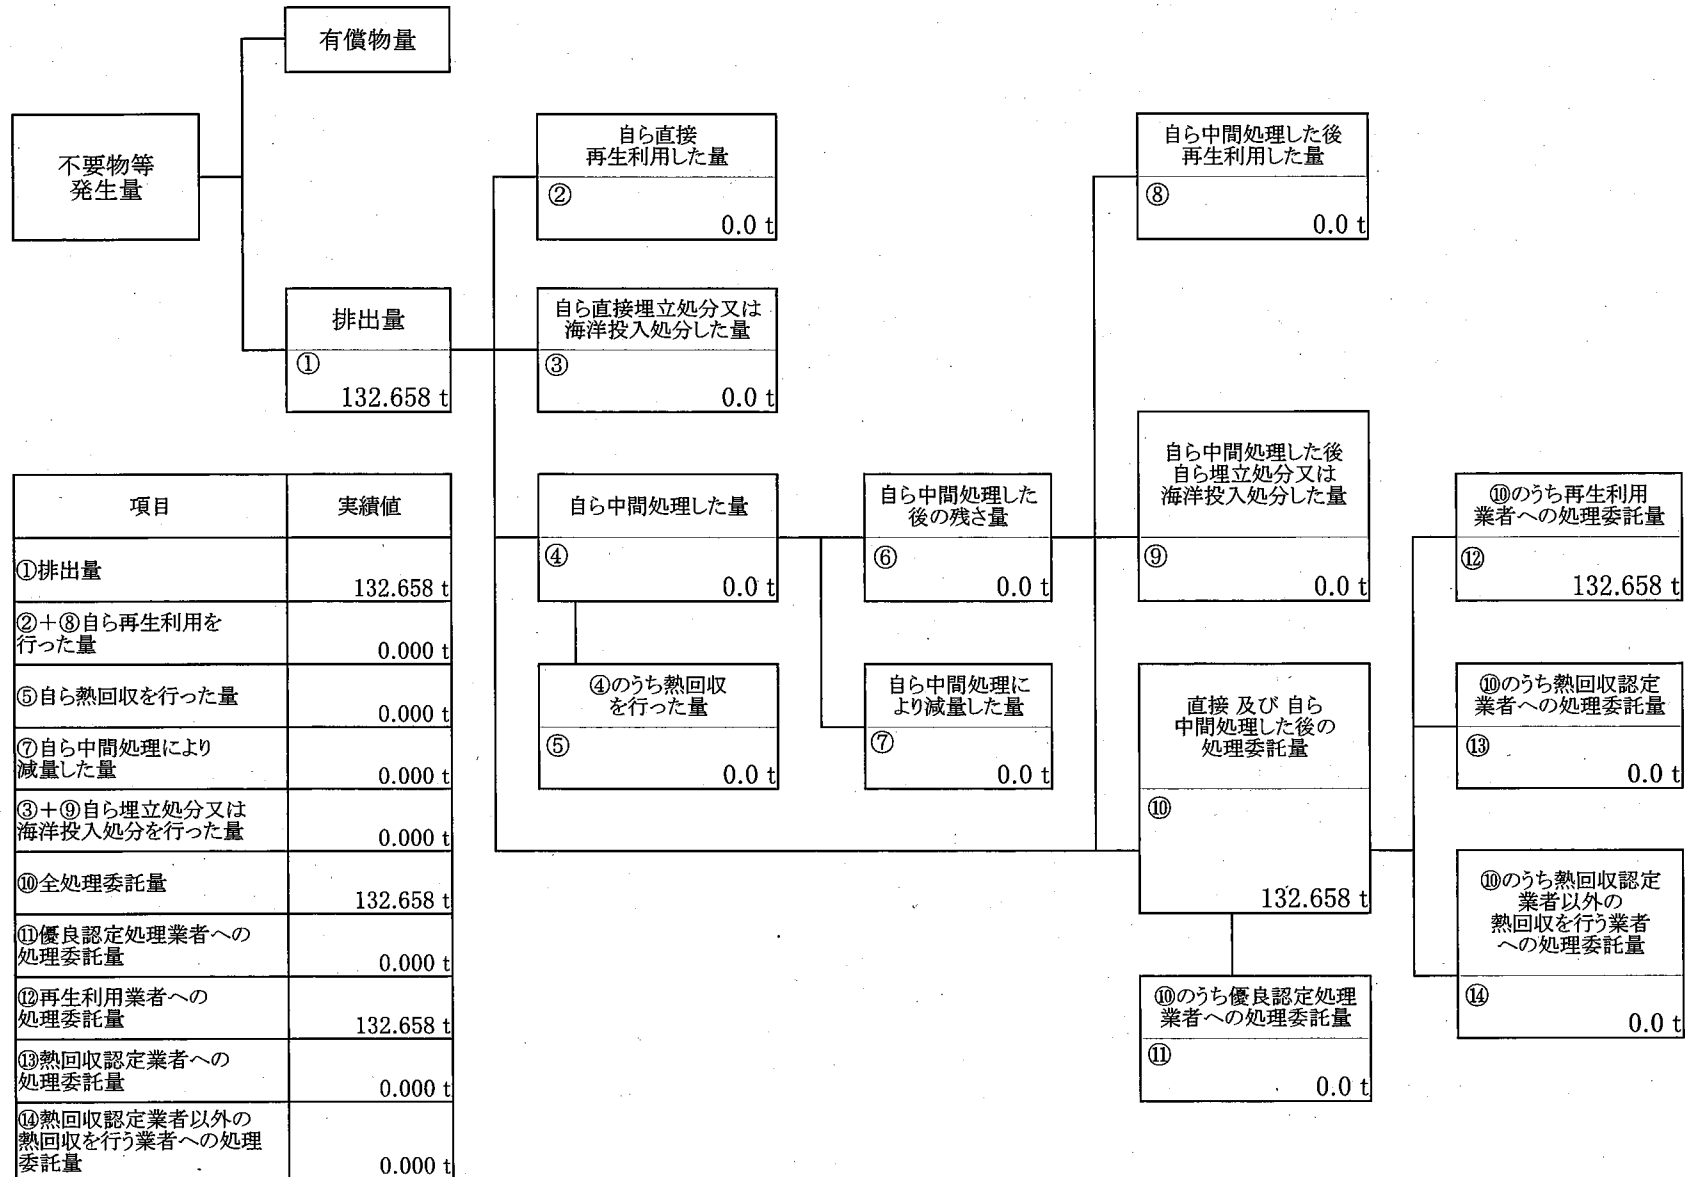 有償物量
不要物等
発生量
排出量
①
132.658 t
自ら直接
再生利用した量
②
0.0 t
自ら直接埋立処分又は
海洋投入処分した量
③
0.0 t
自ら中間処理した量
④
0.0 t
④のうち熱回収
を行った量
⑤
0.0 t
自ら中間処理した
後の残さ量
⑥
0.0 t
自ら中間処理に
より減量した量
⑦
0.0 t
自ら中間処理した後
再生利用した量
⑧
0.0 t
自ら中間処理した後
自ら埋立処分又は
海洋投入処分した量
⑨
0.0 t
直接 及び 自ら
中間処理した後の
処理委託量
⑩
132.658 t
⑩のうち優良認定処理
業者への処理委託量
⑪
0.0 t
⑩のうち再生利用
業者への処理委託量
⑫
132.658 t
⑩のうち熱回収認定
業者への処理委託量
⑬
0.0 t
⑩のうち熱回収認定
業者以外の
熱回収を行う業者
への処理委託量
⑭
0.0 t
項目 実績値
①排出量
132.658 t
②＋⑧自ら再生利用を
行った量
0.000 t
⑤自ら熱回収を行った量
0.000 t
⑦自ら中間処理により
減量した量
0.000 t
③＋⑨自ら埋立処分又は
海洋投入処分を行った量
0.000 t
⑩全処理委託量
132.658 t
⑪優良認定処理業者への
処理委託量
0.000 t
⑫再生利用業者への
処理委託量
132.658 t
⑬熱回収認定業者への
処理委託量
0.000 t
⑭熱回収認定業者以外の
熱回収を行う業者への処理
委託量
0.000 t